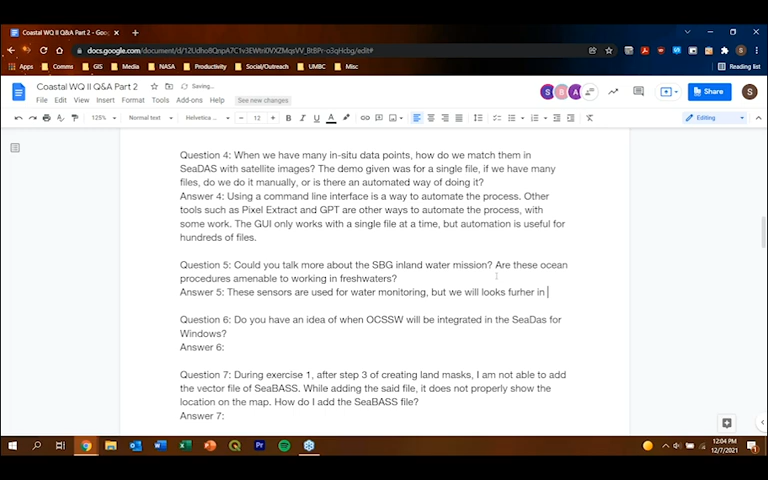 Coastal WQ II Q&A Part 2 - Goo
docs.google.com/document/d/
Apps Comms GIS Media NASA Productivity Social/Outreach UMBC Misc Reading list
Coastal WQ II Q&A Part 2 Saving...
File Edit View Insert Format Tools Add-ons Help See new changes
Share
S
125% Normal text Helvetica ... 12 B I U A Editing
Question 4: When we have many in-situ data points, how do we match them in
SeaDAS with satellite images? The demo given was for a single file, if we have many
files, do we do it manually, or is there an automated way of doing it?
Answer 4: Using a command line interface is a way to automate the process. Other
tools such as Pixel Extract and GPT are other ways to automate the process, with
some work. The GUI only works with a single file at a time, but automation is useful for
hundreds of files.
Question 5: Could you talk more about the SBG inland water mission? Are these ocean
procedures amenable to working in freshwaters?
Answer 5: These sensors are used for water monitoring, but we will looks furher in
Question 6: Do you have an idea of when OCSSW will be integrated in the SeaDas for
Windows?
Answer 6:
Question 7: During exercise 1, after step 3 of creating land masks, I am not able to add
the vector file of SeaBASS. While adding the said file, it does not properly show the
location on the map. How do I add the SeaBASS file?
Answer 7:
12:04 PM
12/7/2021